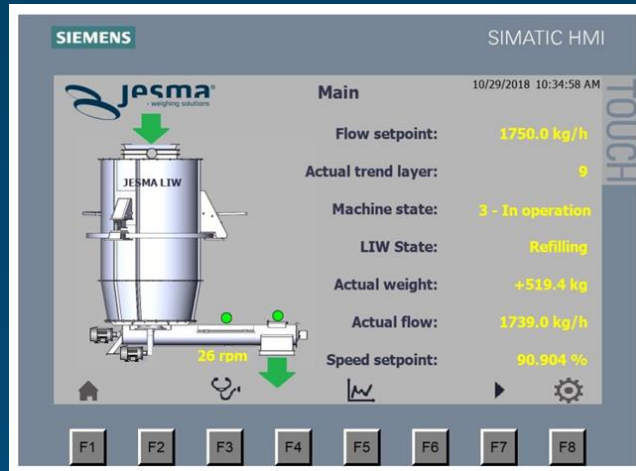 SIEMENS
SIMATIC HMI
TOUCH
Jesma
- weighing solutions
Main
10/29/2018 10:34:58 AM
JESMA LIW
Flow setpoint: 1750.0 kg/h
Actual trend layer: 9
Machine state: 3 - In operation
LIW State: Refilling
Actual weight: +519.4 kg
Actual flow: 1739.0 kg/h
26 rpm
Speed setpoint: 90.904 %
F1 F2 F3 F4 F5 F6 F7 F8